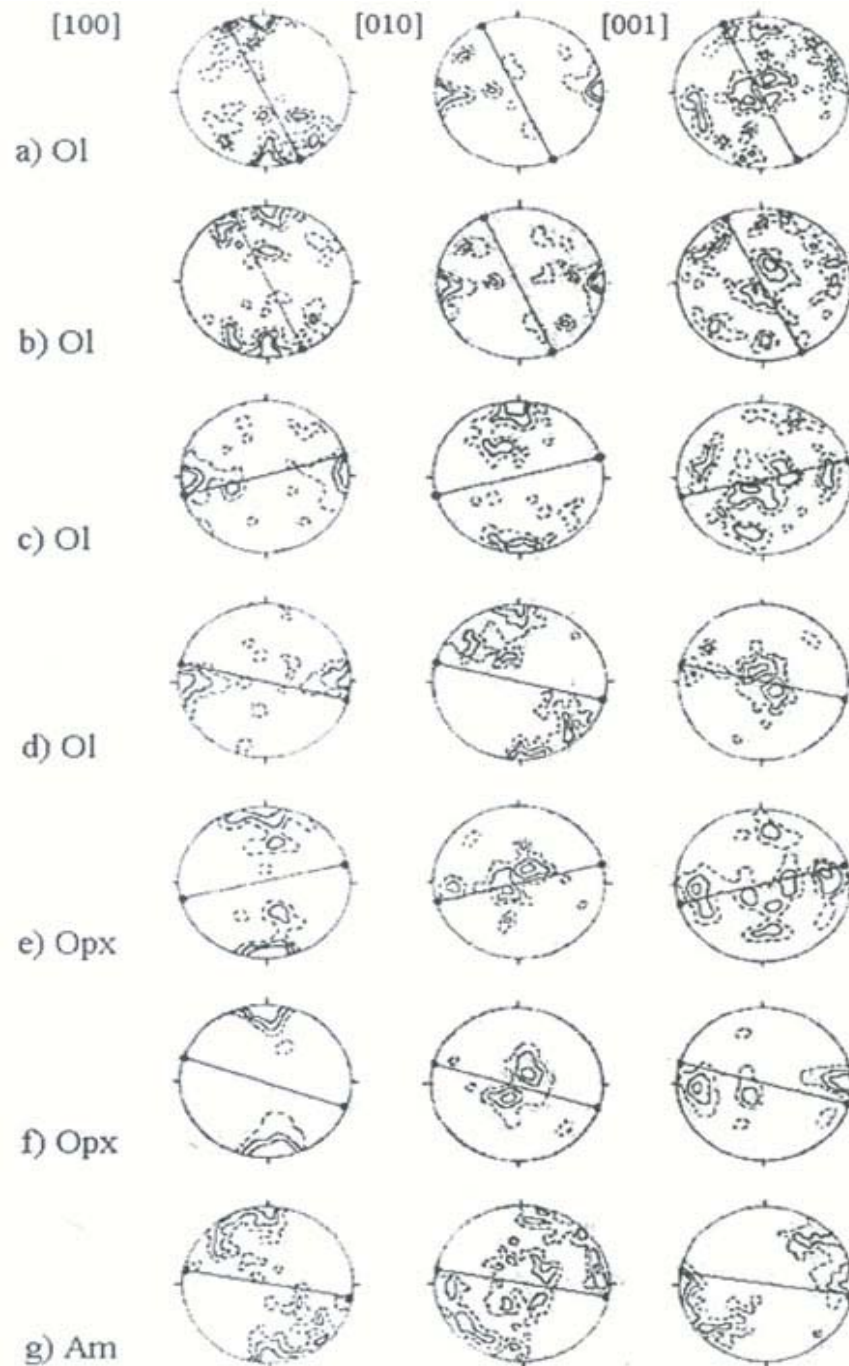 [100] [010] [001]
a) Ol
b) Ol
c) Ol
d) Ol
e) Opx
f) Opx
g) Am